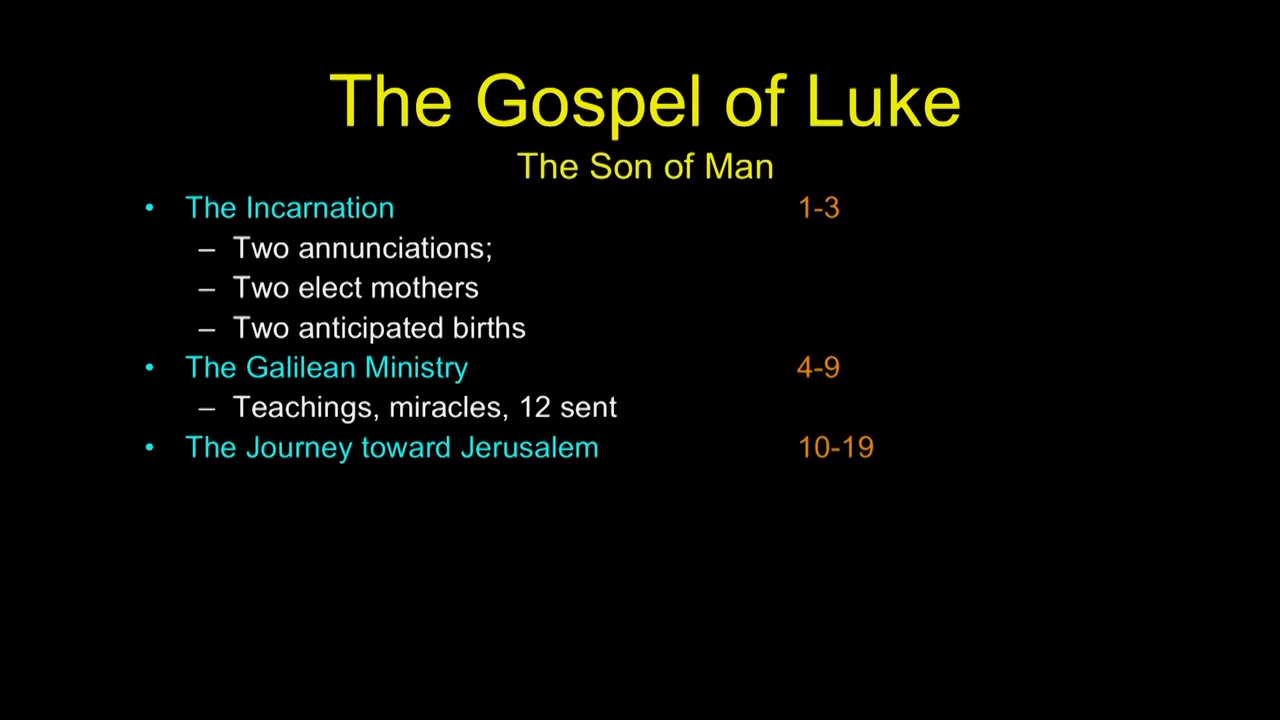 The Gospel of Luke
The Son of Man
• The Incarnation 1-3
– Two annunciations;
– Two elect mothers
– Two anticipated births
• The Galilean Ministry 4-9
– Teachings, miracles, 12 sent
• The Journey toward Jerusalem 10-19